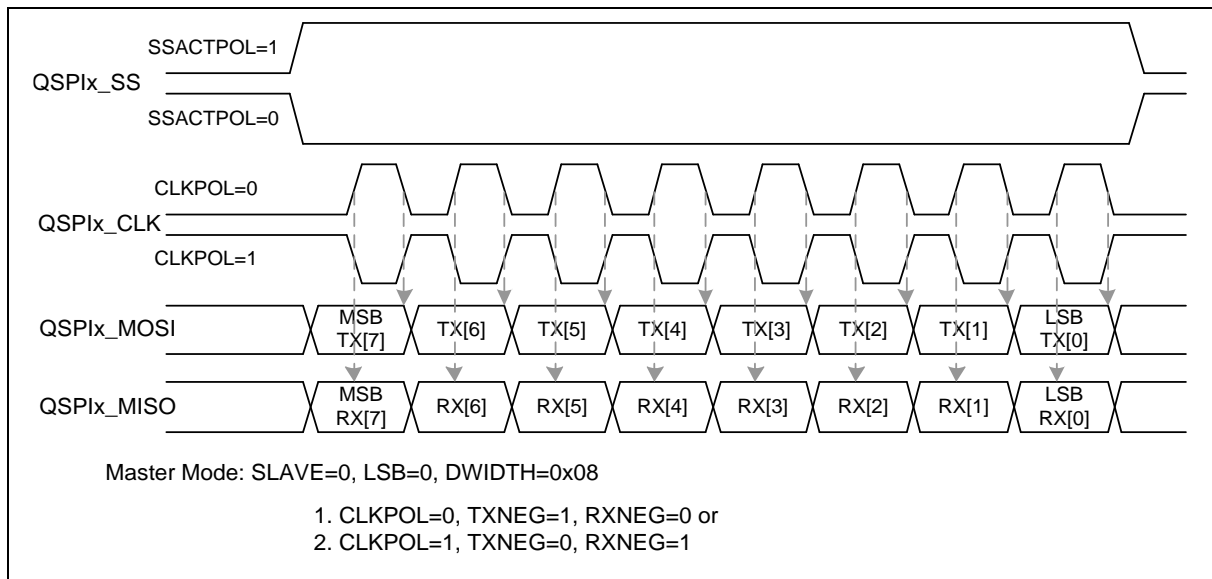 SSACTPOL=1
QSPIx_SS
SSACTPOL=0
CLKPOL=0
QSPIx_CLK
CLKPOL=1
QSPIx_MOSI
MSB TX[7] TX[6] TX[5] TX[4] TX[3] TX[2] TX[1] LSB TX[0]
QSPIx_MISO
MSB RX[7] RX[6] RX[5] RX[4] RX[3] RX[2] RX[1] LSB RX[0]
Master Mode: SLAVE=0, LSB=0, DWIDTH=0x08
1. CLKPOL=0, TXNEG=1, RXNEG=0 or
2. CLKPOL=1, TXNEG=0, RXNEG=1